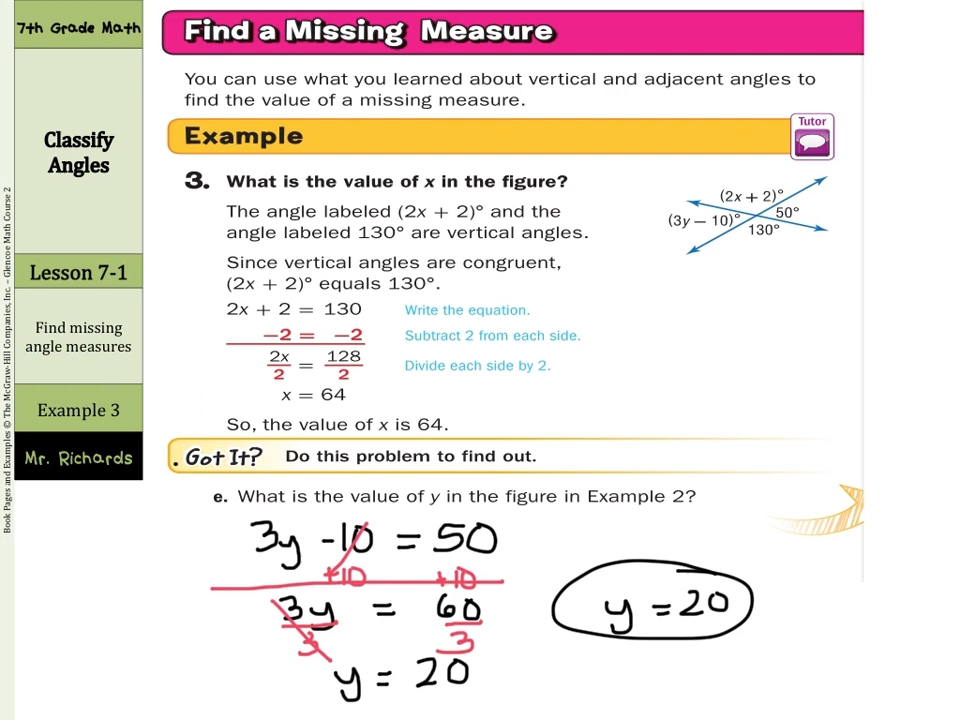 7th Grade Math
Classify
Angles
Lesson 7-1
Find missing
angle measures
Example 3
Mr. Richards
Book Pages and Examples © The McGraw-Hill Companies, Inc. – Glencoe Math Course 2
Find a Missing Measure
You can use what you learned about vertical and adjacent angles to
find the value of a missing measure.
Example
Tutor
3. What is the value of x in the figure?
The angle labeled (2x + 2)° and the
angle labeled 130° are vertical angles.
Since vertical angles are congruent,
(2x + 2)° equals 130°.
(2x + 2)°
(3y – 10)° 50°
130°
2x + 2 = 130 Write the equation.
–2 = –2 Subtract 2 from each side.
2x/2 = 128/2 Divide each side by 2.
x = 64
So, the value of x is 64.
. Got It? Do this problem to find out.
e. What is the value of y in the figure in Example 2?
3y -10 = 50
+10 +10
3y/3 = 60/3
y = 20
y = 20